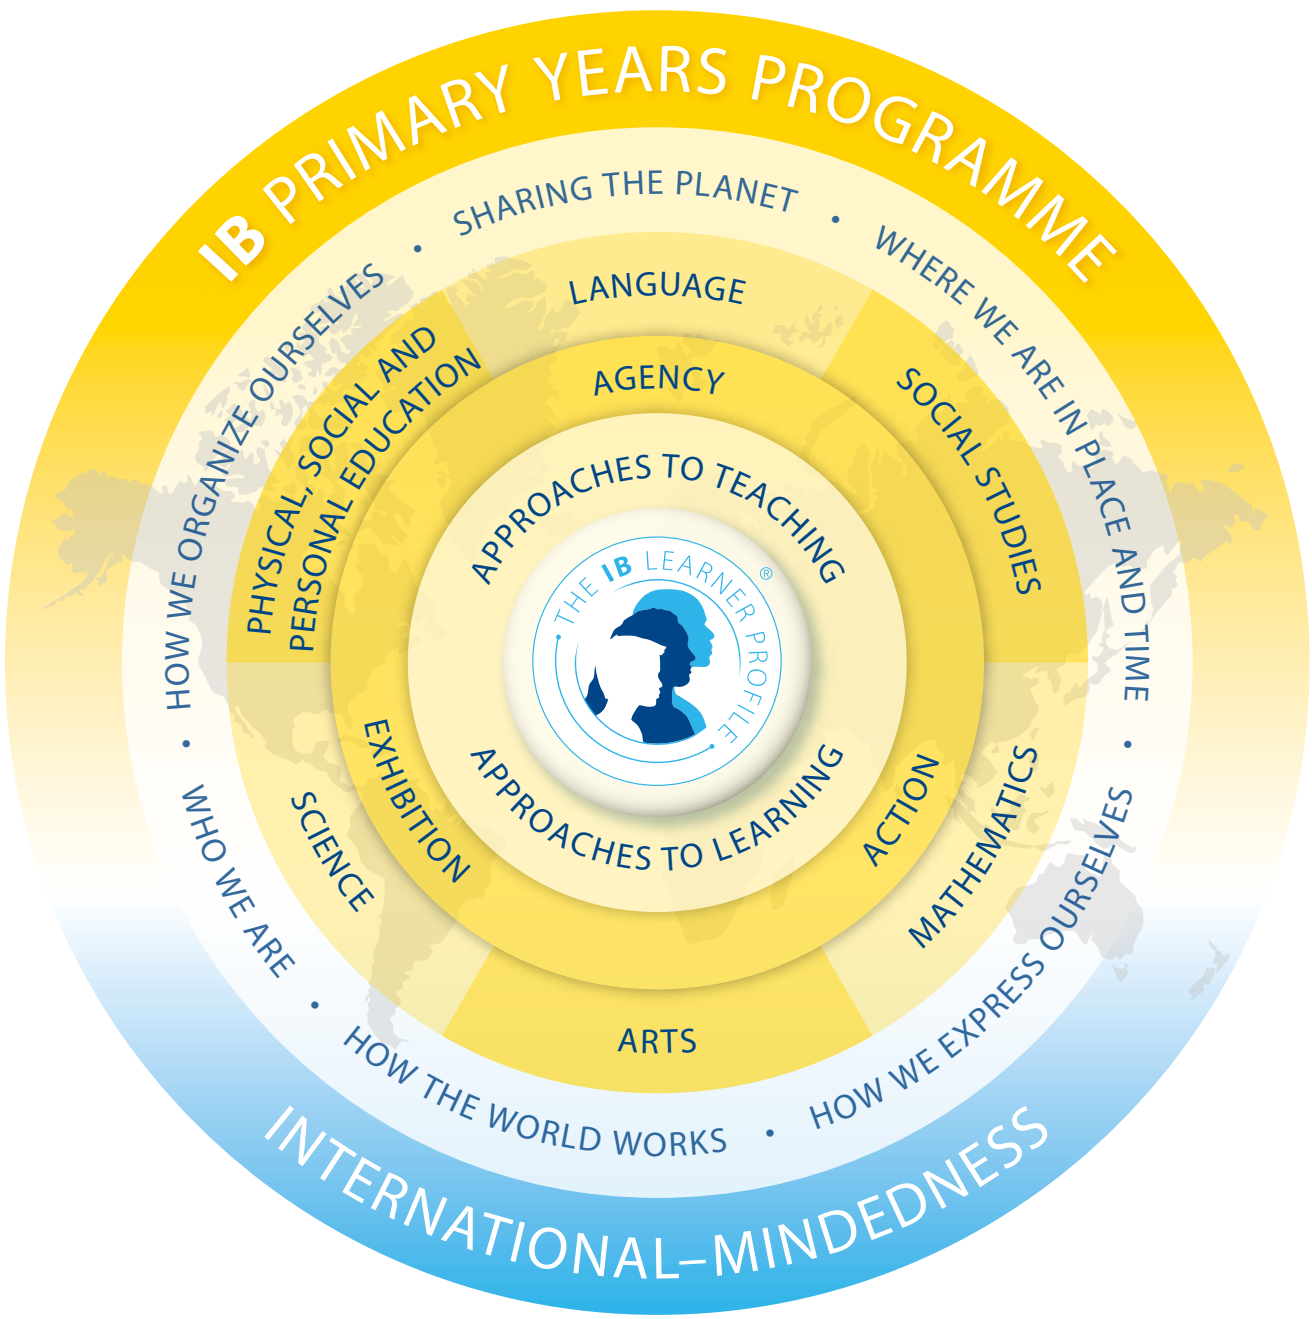 IB PRIMARY YEARS PROGRAMME
SHARING THE PLANET • WHERE WE ARE IN PLACE AND TIME • HOW WE EXPRESS OURSELVES • HOW THE WORLD WORKS • WHO WE ARE • HOW WE ORGANIZE OURSELVES •
LANGUAGE
SOCIAL STUDIES
MATHEMATICS
ARTS
SCIENCE
PHYSICAL, SOCIAL AND
PERSONAL EDUCATION
AGENCY
ACTION
EXHIBITION
APPROACHES TO TEACHING
APPROACHES TO LEARNING
THE IB LEARNER PROFILE
®
INTERNATIONAL–MINDEDNESS